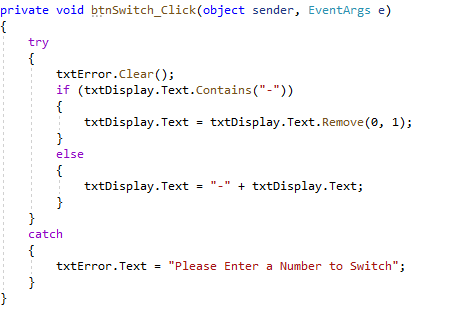 private void btnSwitch_Click(object sender, EventArgs e)
{
    try
    {
        txtError.Clear();
        if (txtDisplay.Text.Contains("-"))
        {
            txtDisplay.Text = txtDisplay.Text.Remove(0, 1);
        }
        else
        {
            txtDisplay.Text = "-" + txtDisplay.Text;
        }
    }
    catch
    {
        txtError.Text = "Please Enter a Number to Switch";
    }
}